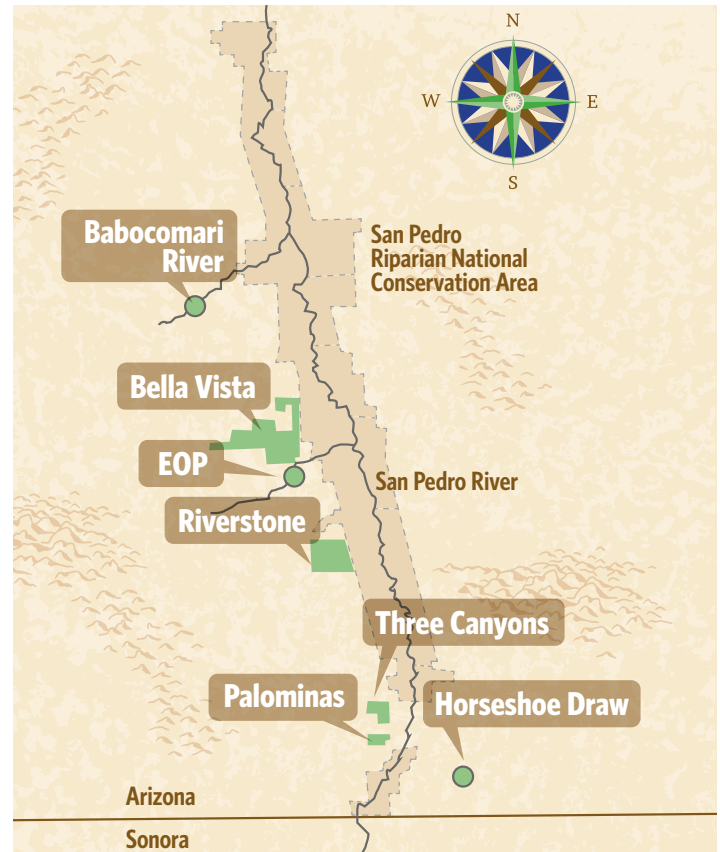 N
W
E
S
Babocomari
River
San Pedro
Riparian National
Conservation Area
Bella Vista
EOP
San Pedro River
Riverstone
Three Canyons
Palominas
Horseshoe Draw
Arizona
Sonora